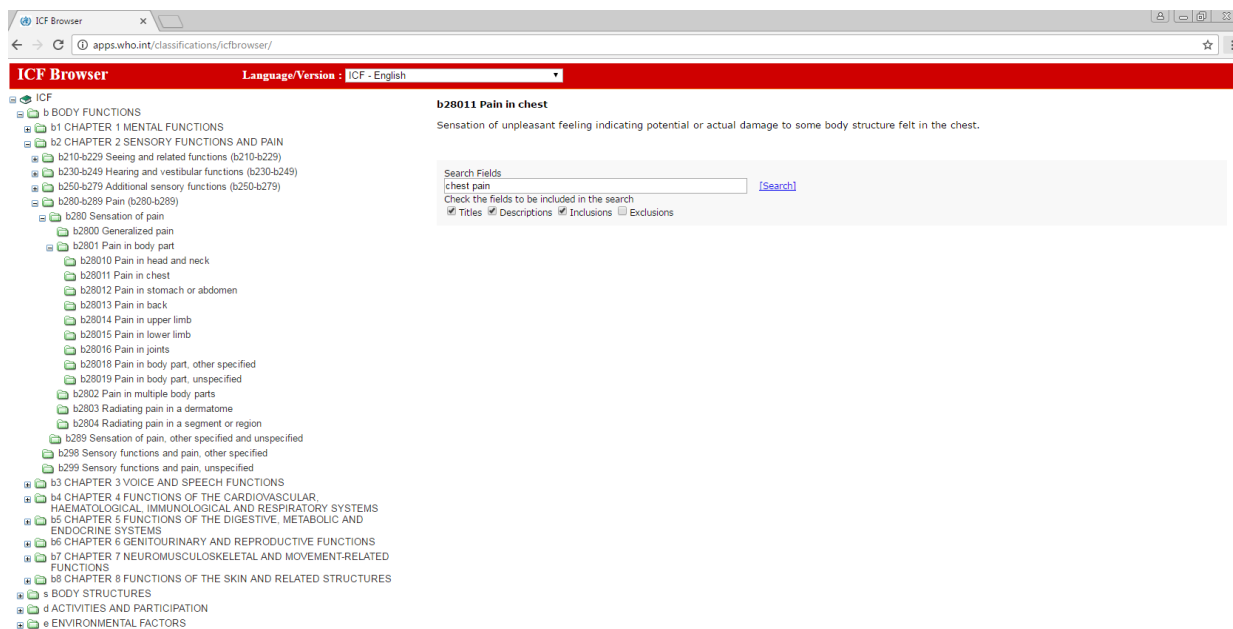 ICF Browser
apps.who.int/classifications/icfbrowser/
ICF Browser Language/Version : ICF - English
ICF
b BODY FUNCTIONS
b1 CHAPTER 1 MENTAL FUNCTIONS
b2 CHAPTER 2 SENSORY FUNCTIONS AND PAIN
b210-b229 Seeing and related functions (b210-b229)
b230-b249 Hearing and vestibular functions (b230-b249)
b250-b279 Additional sensory functions (b250-b279)
b280-b289 Pain (b280-b289)
b280 Sensation of pain
b2800 Generalized pain
b2801 Pain in body part
b28010 Pain in head and neck
b28011 Pain in chest
b28012 Pain in stomach or abdomen
b28013 Pain in back
b28014 Pain in upper limb
b28015 Pain in lower limb
b28016 Pain in joints
b28018 Pain in body part, other specified
b28019 Pain in body part, unspecified
b2802 Pain in multiple body parts
b2803 Radiating pain in a dermatome
b2804 Radiating pain in a segment or region
b289 Sensation of pain, other specified and unspecified
b298 Sensory functions and pain, other specified
b299 Sensory functions and pain, unspecified
b3 CHAPTER 3 VOICE AND SPEECH FUNCTIONS
b4 CHAPTER 4 FUNCTIONS OF THE CARDIOVASCULAR,
HAEMATOLOGICAL, IMMUNOLOGICAL AND RESPIRATORY SYSTEMS
b5 CHAPTER 5 FUNCTIONS OF THE DIGESTIVE, METABOLIC AND
ENDOCRINE SYSTEMS
b6 CHAPTER 6 GENITOURINARY AND REPRODUCTIVE FUNCTIONS
b7 CHAPTER 7 NEUROMUSCULOSKELETAL AND MOVEMENT-RELATED
FUNCTIONS
b8 CHAPTER 8 FUNCTIONS OF THE SKIN AND RELATED STRUCTURES
s BODY STRUCTURES
d ACTIVITIES AND PARTICIPATION
e ENVIRONMENTAL FACTORS
b28011 Pain in chest
Sensation of unpleasant feeling indicating potential or actual damage to some body structure felt in the chest.
Search Fields
chest pain [Search]
Check the fields to be included in the search
Titles Descriptions Inclusions Exclusions